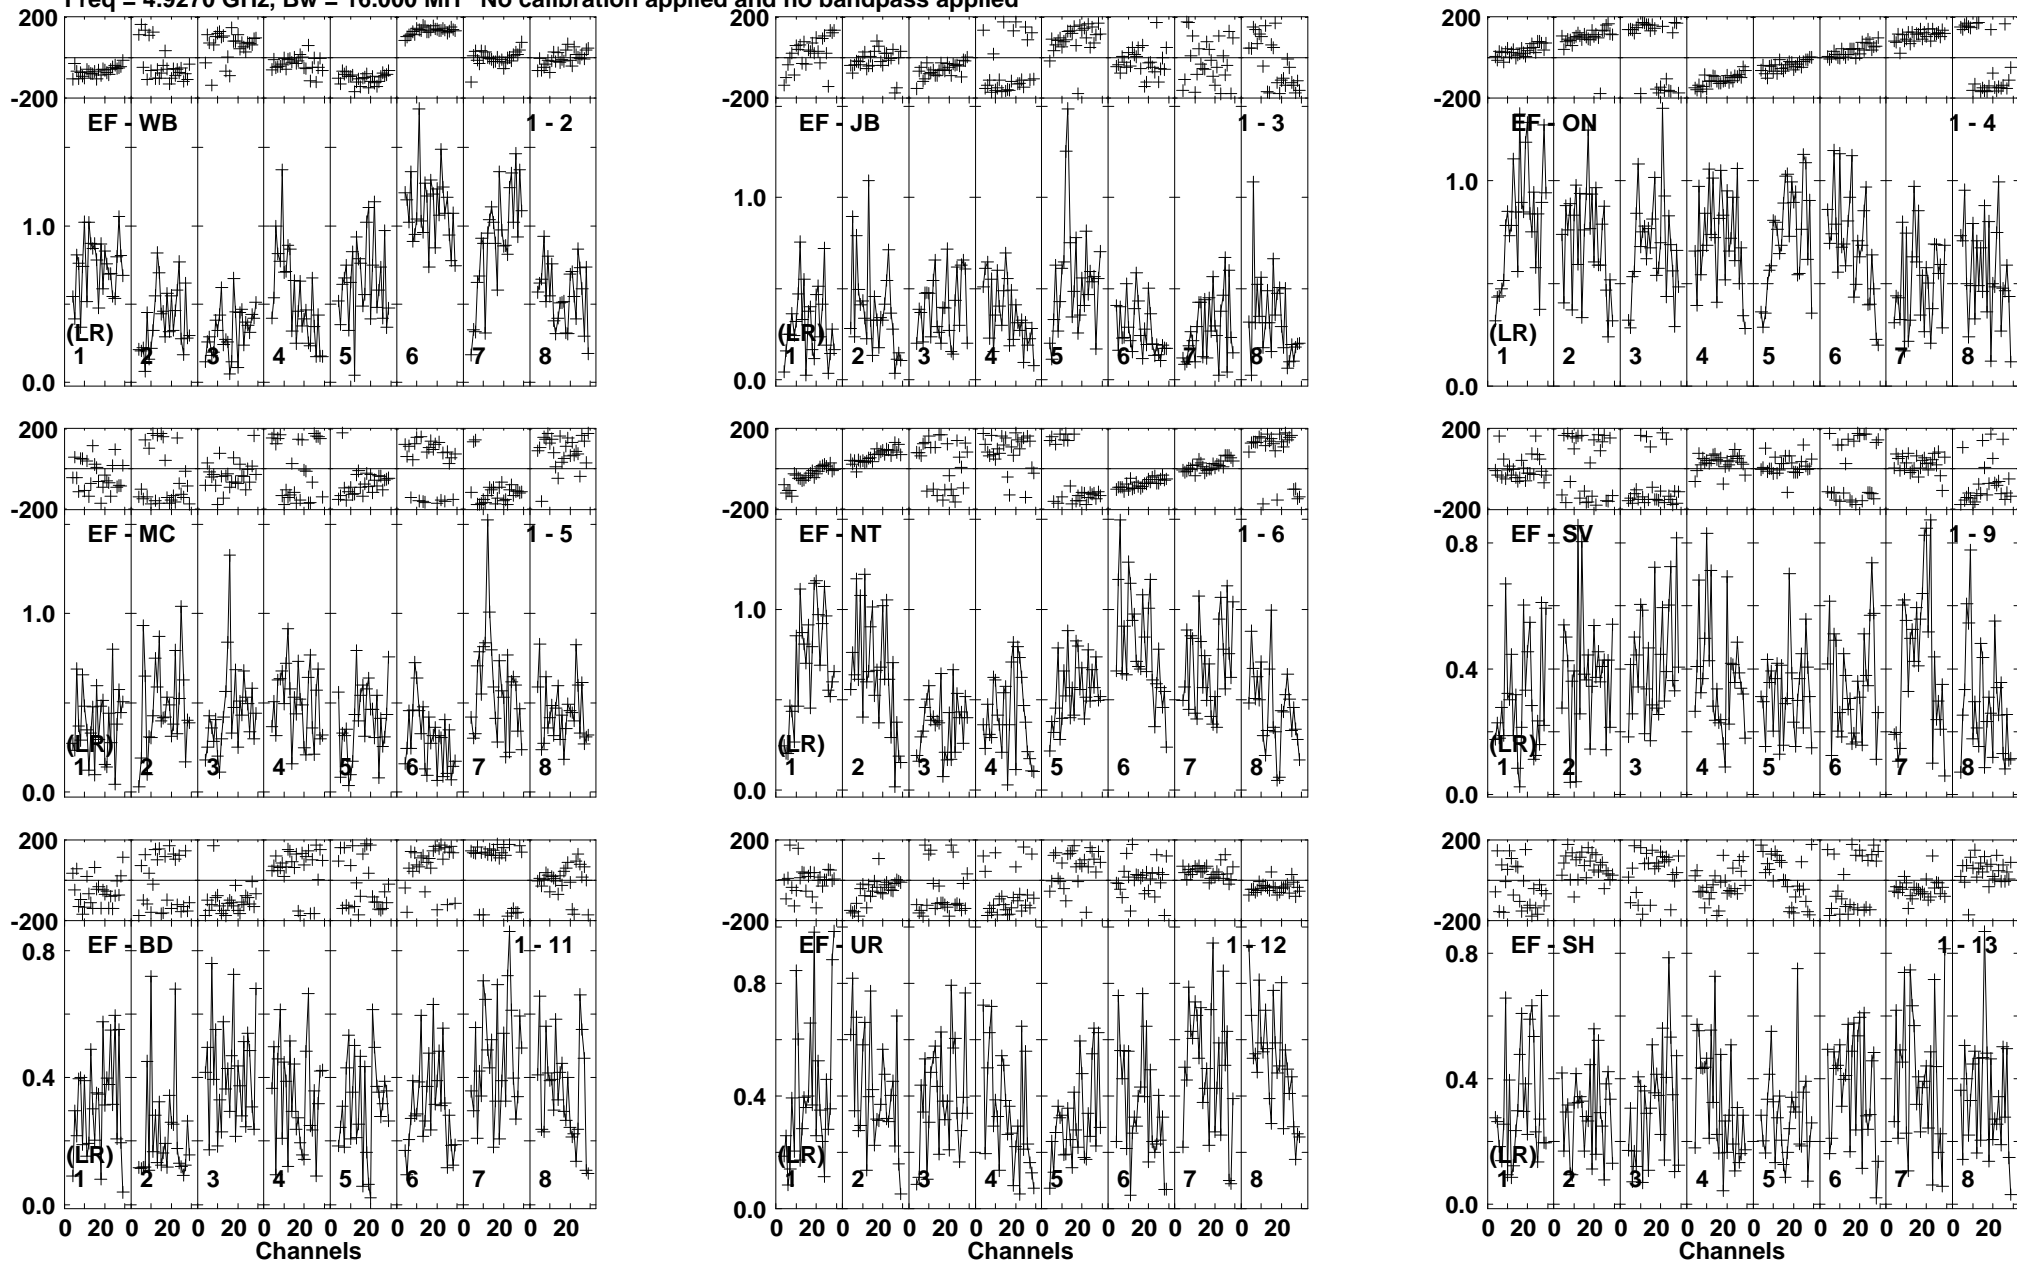 Freq = 4.9270 GHz, Bw = 16.000 MH No calibration applied and no bandpass applied
200 200 200
-200 -200 -200
EF - WB 1 - 2 EF - JB 1 - 3 EF - ON 1 - 4
1.0 1.0 1.0
(LR) (LR) (LR)
1 2 3 4 5 6 7 8 1 2 3 4 5 6 7 8 1 2 3 4 5 6 7 8
0.0 0.0 0.0
200 200 200
-200 -200 -200
EF - MC 1 - 5 EF - NT 1 - 6 EF - SV 1 - 9
0.8
1.0 1.0
0.4
(LR) (LR) (LR)
1 2 3 4 5 6 7 8 1 2 3 4 5 6 7 8 1 2 3 4 5 6 7 8
0.0 0.0 0.0
200 200 200
-200 -200 -200
EF - BD 1 - 11 EF - UR 1 - 12 EF - SH 1 - 13
0.8 0.8 0.8
0.4 0.4 0.4
(LR) (LR) (LR)
1 2 3 4 5 6 7 8 1 2 3 4 5 6 7 8 1 2 3 4 5 6 7 8
0.0 0.0 0.0
0 20 0 20 0 20 0 20 0 20 0 20 0 20 0 20 0 20 0 20 0 20 0 20 0 20 0 20 0 20 0 20 0 20 0 20 0 20 0 20 0 20 0 20 0 20 0 20
Channels Channels Channels